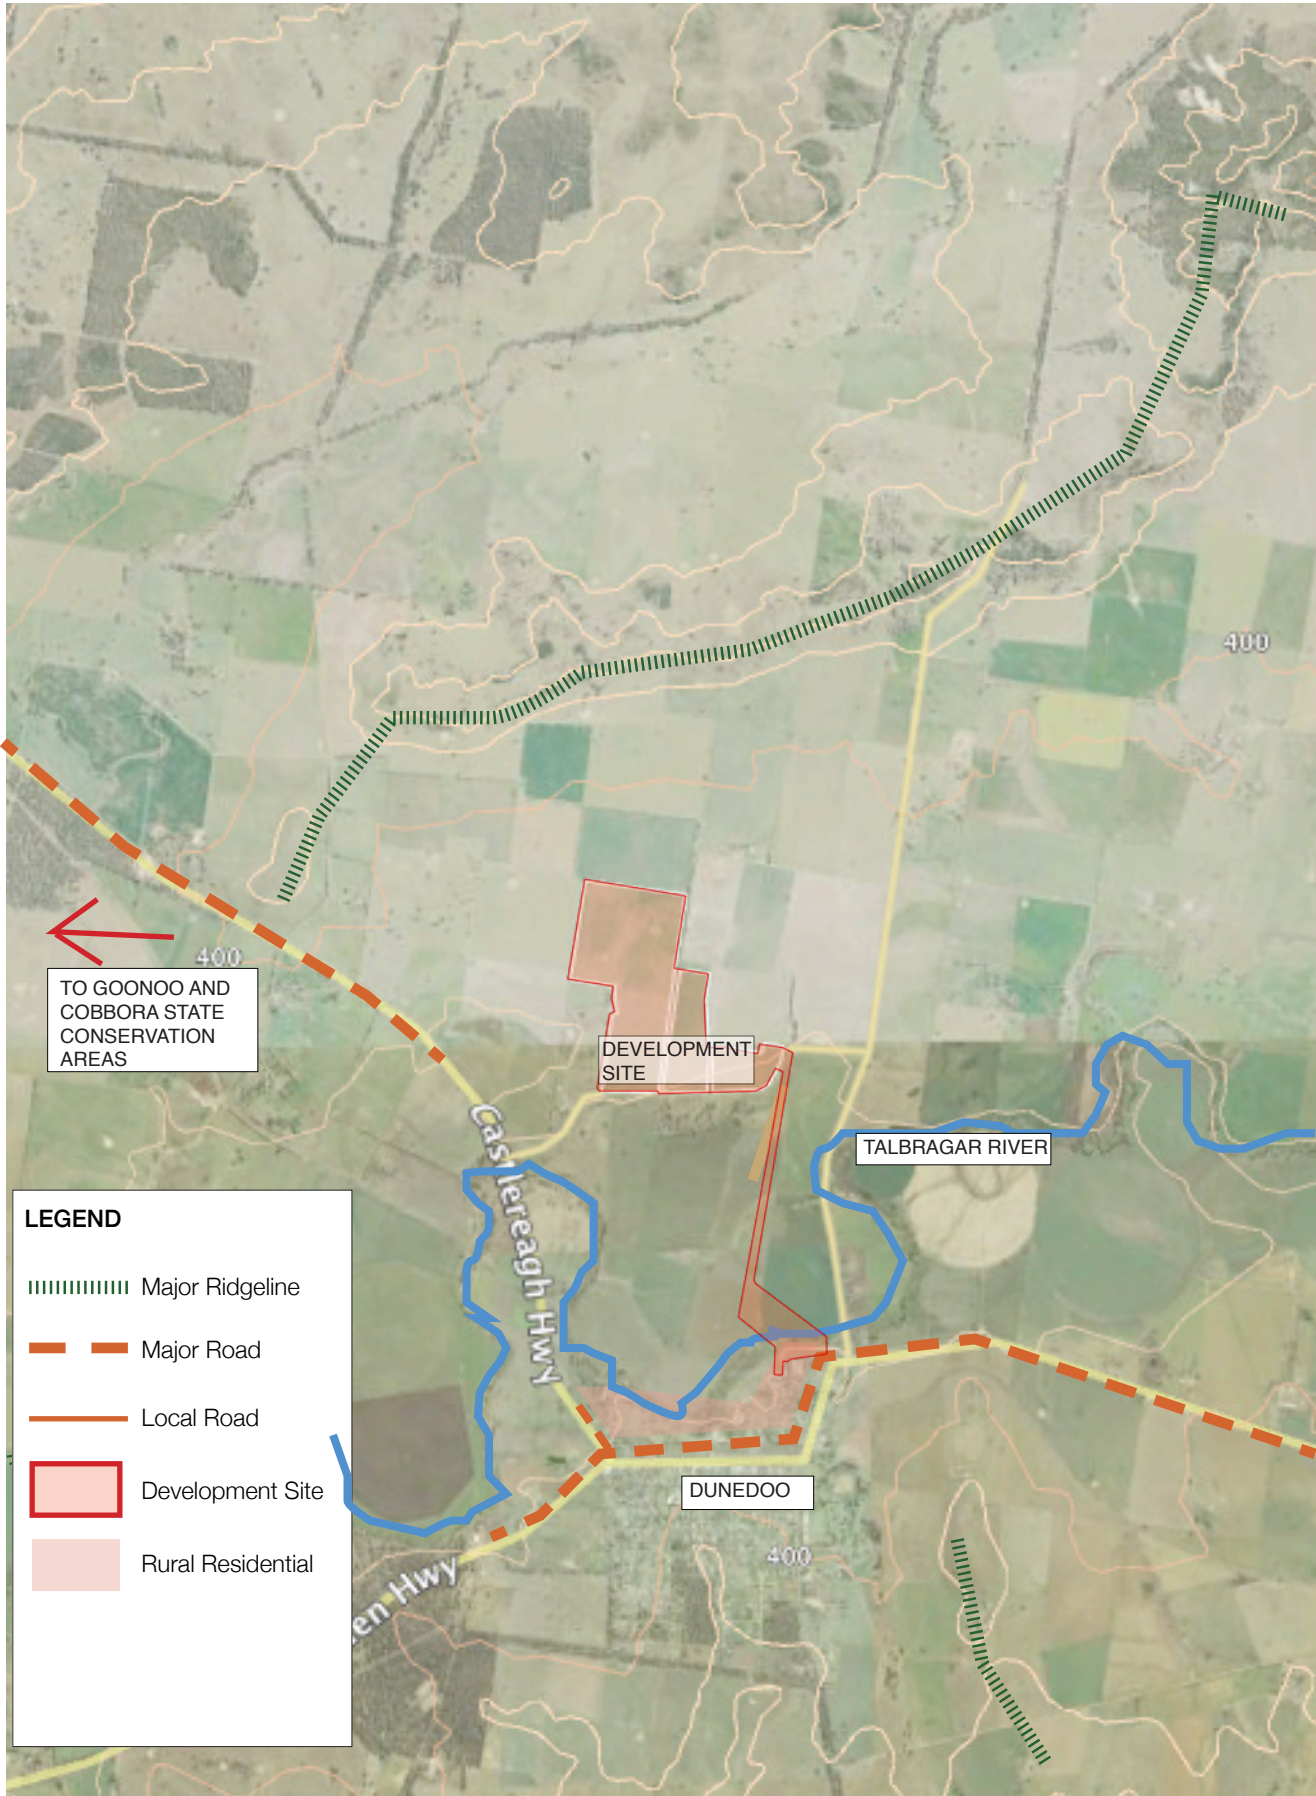 400
400
TO GOONOO AND
COBBORA STATE
CONSERVATION
AREAS
DEVELOPMENT
SITE
Castlereagh Hwy
TALBRAGAR RIVER
LEGEND
Major Ridgeline
Major Road
Local Road
Development Site
Rural Residential
DUNEDOO
400
en Hwy